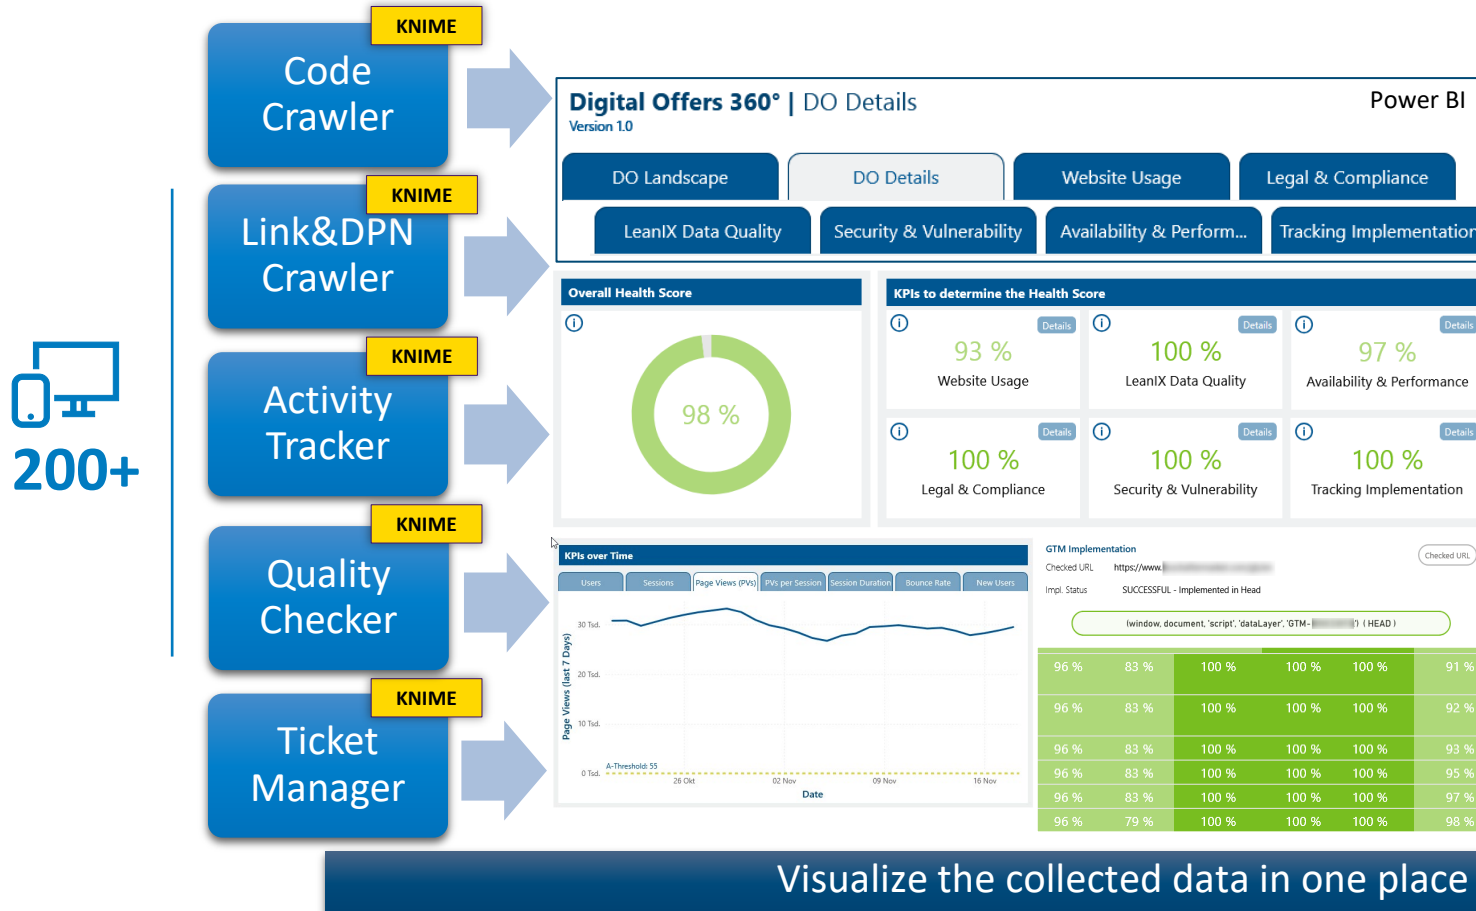 KNIME
Code
Crawler
KNIME
Link&DPN
Crawler
KNIME
Activity
Tracker
KNIME
Quality
Checker
KNIME
Ticket
Manager
200+
Digital Offers 360° | DO Details
Power BI
Version 1.0
DO Landscape
DO Details
Website Usage
Legal & Compliance
LeanIX Data Quality
Security & Vulnerability
Availability & Perform...
Tracking Implementation
Overall Health Score
98 %
KPIs to determine the Health Score
Details
93 %
Website Usage
Details
100 %
LeanIX Data Quality
Details
97 %
Availability & Performance
Details
100 %
Legal & Compliance
Details
100 %
Security & Vulnerability
Details
100 %
Tracking Implementation
KPIs over Time
Users
Sessions
Page Views (PVs)
PVs per Session
Session Duration
Bounce Rate
New Users
Page Views (last 7 Days)
30 Tsd.
20 Tsd.
10 Tsd.
0 Tsd.
A-Threshold: 55
26 Okt
02 Nov
09 Nov
16 Nov
Date
GTM Implementation
Checked URL
Checked URL https://www.
Impl. Status SUCCESSFUL - Implemented in Head
(window, document, 'script', 'dataLayer', 'GTM- ') ( HEAD )
96 % 83 % 100 % 100 % 100 % 91 %
96 % 83 % 100 % 100 % 100 % 92 %
96 % 83 % 100 % 100 % 100 % 93 %
96 % 83 % 100 % 100 % 100 % 95 %
96 % 83 % 100 % 100 % 100 % 97 %
96 % 79 % 100 % 100 % 100 % 98 %
Visualize the collected data in one place